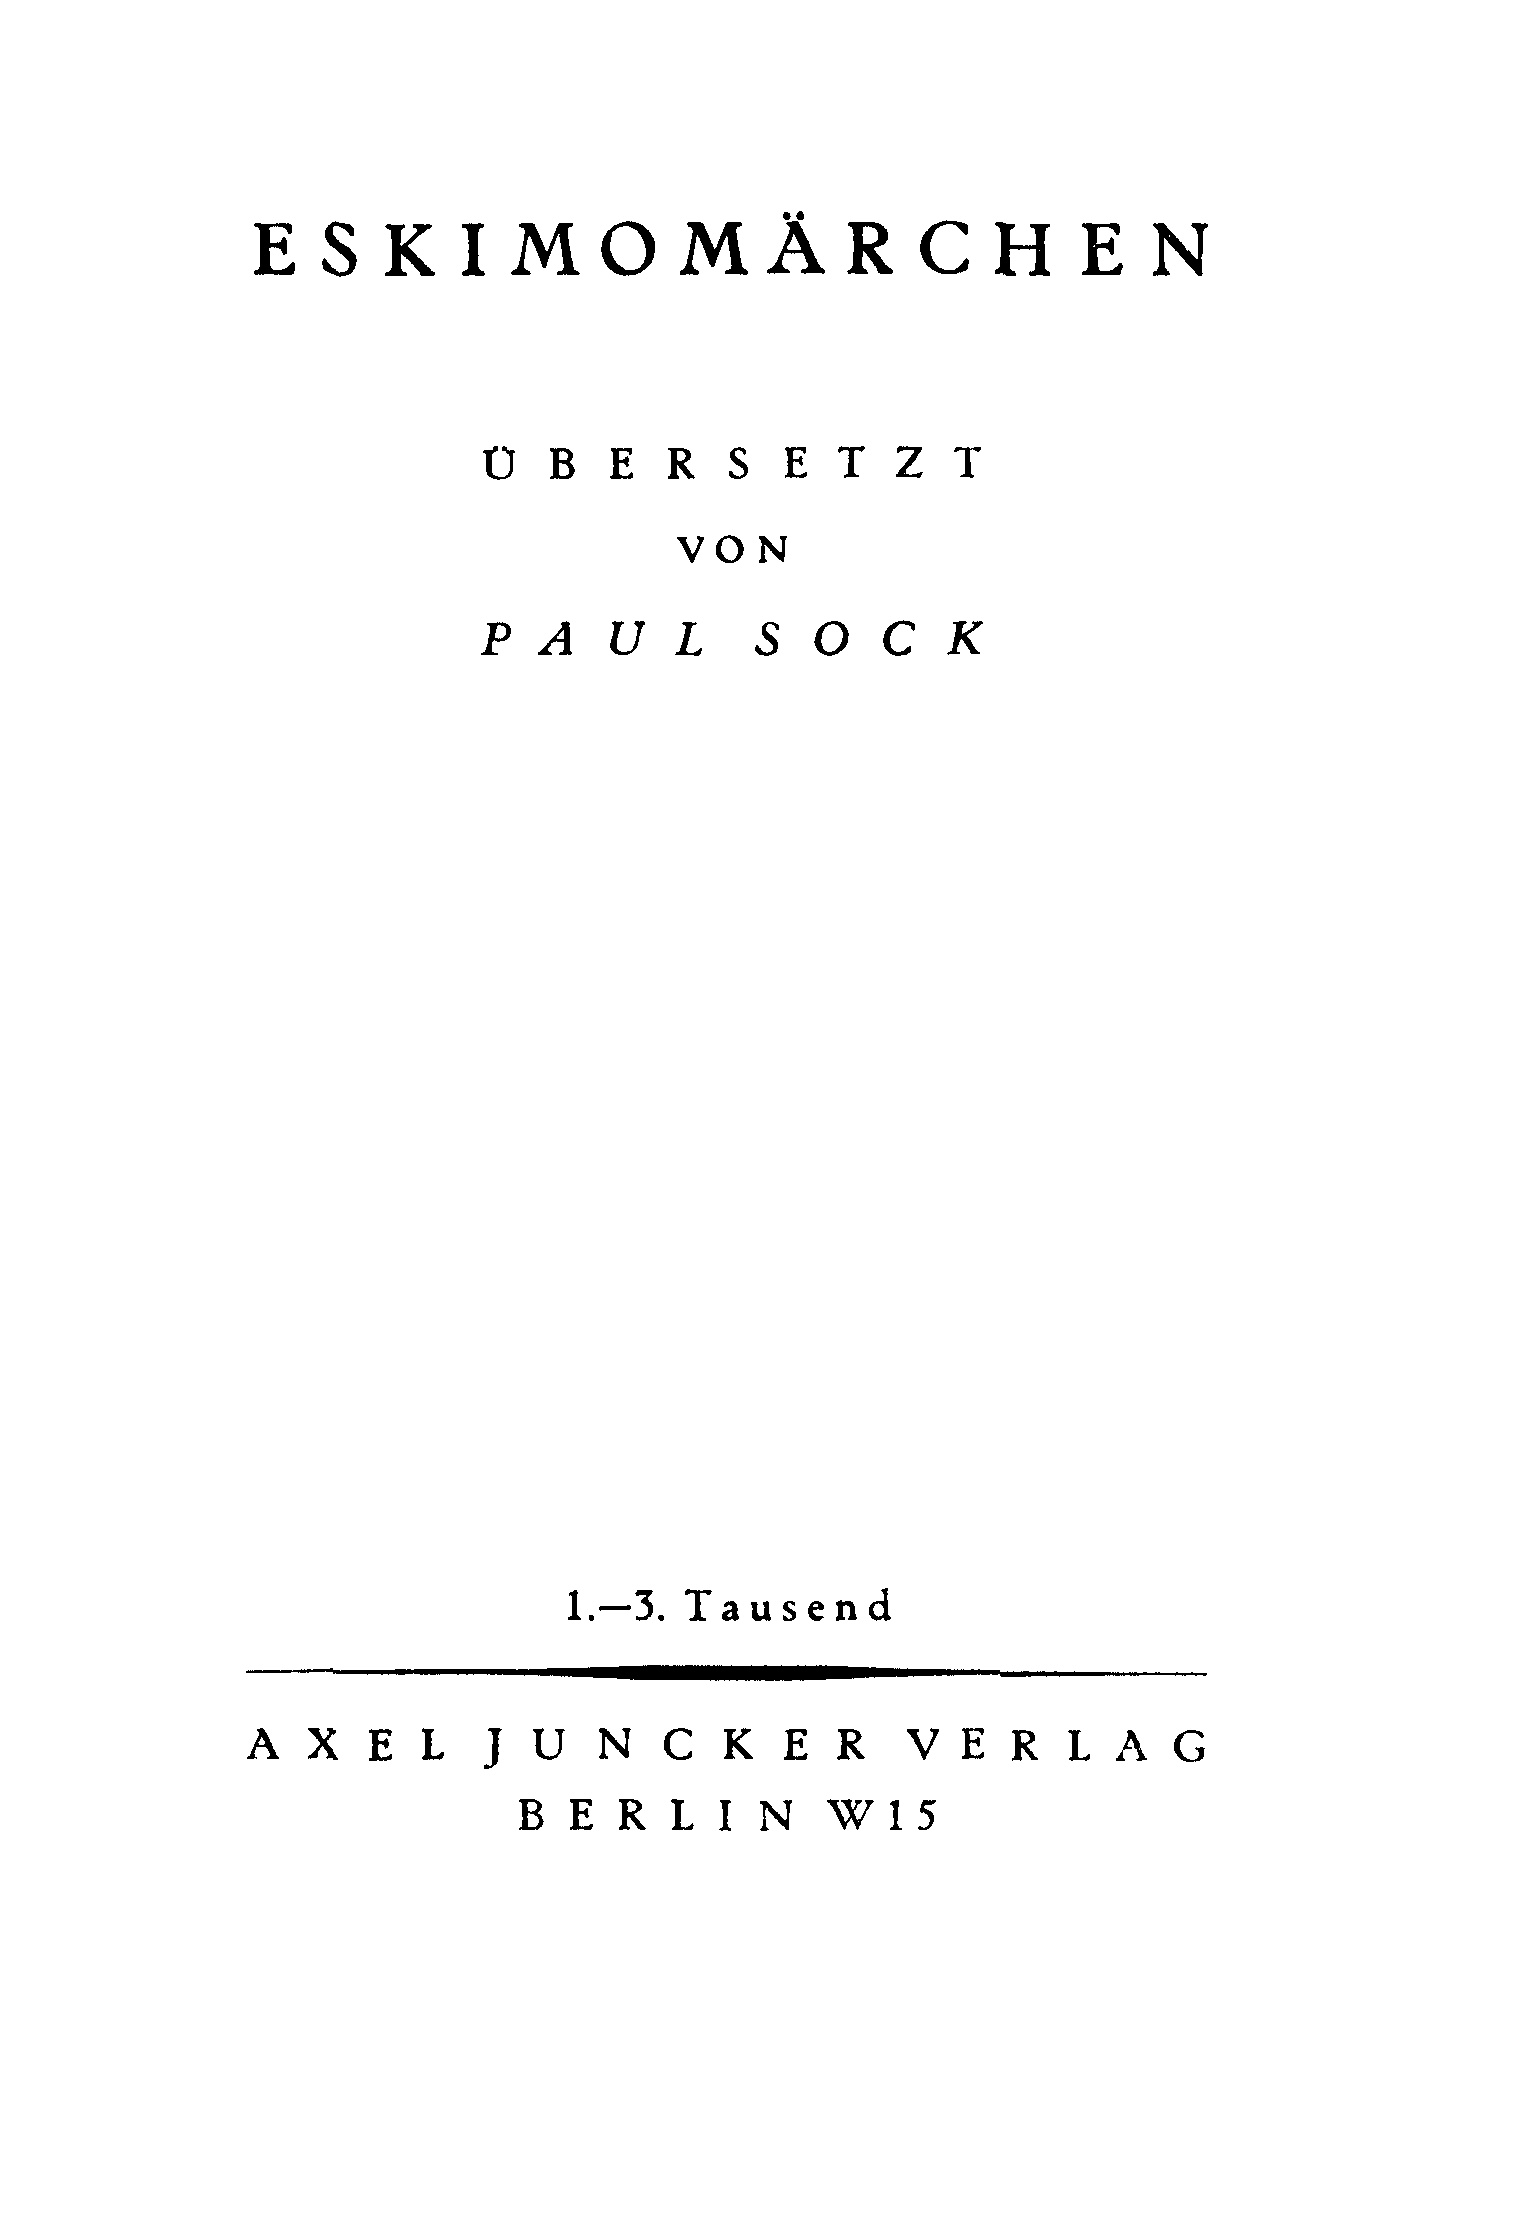 ESKIMOMÄRCHEN
ÜBERSETZT
VON
PAUL SOCK
1.—3. Tausend
AXEL JUNCKER VERLAG
BERLIN W15